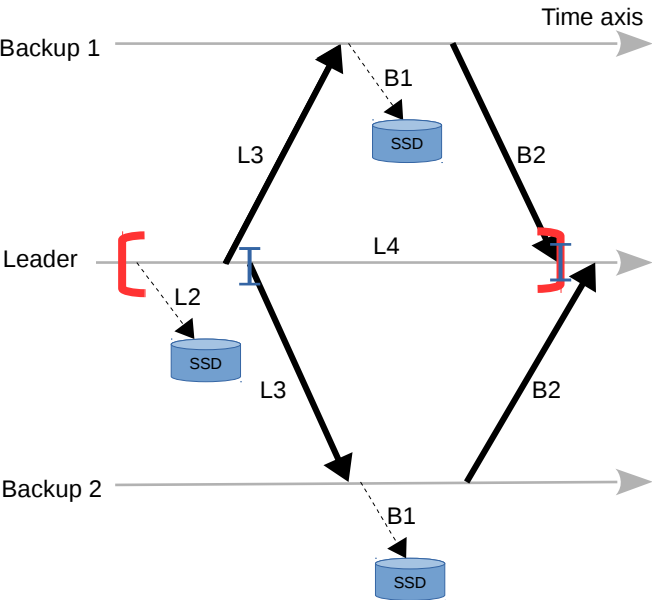 Time axis
Backup 1
B1
SSD
L3
B2
L4
Leader
L2
SSD
L3
B2
Backup 2
B1
SSD